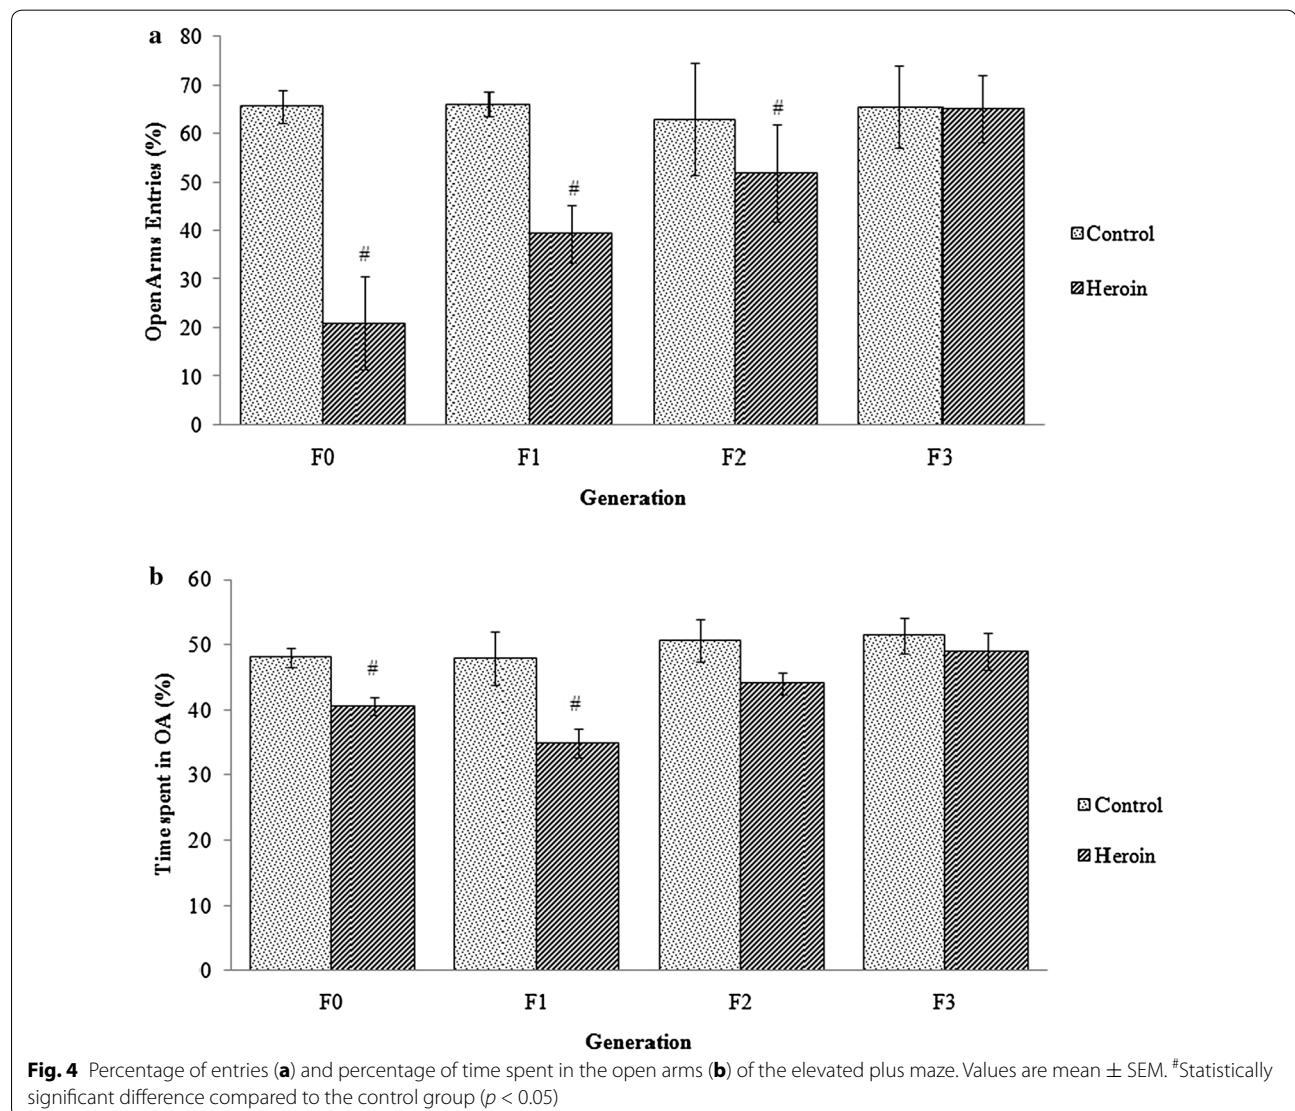 a
80
70
60
50
40
30
20
10
0
Open Arms Entries (%)
#
#
#
F0 F1 F2 F3
Generation
Control
Heroin
b
60
50
40
30
20
10
0
Time spent in OA (%)
#
#
F0 F1 F2 F3
Generation
Control
Heroin
Fig. 4 Percentage of entries (a) and percentage of time spent in the open arms (b) of the elevated plus maze. Values are mean ± SEM. #Statistically
significant difference compared to the control group (p < 0.05)